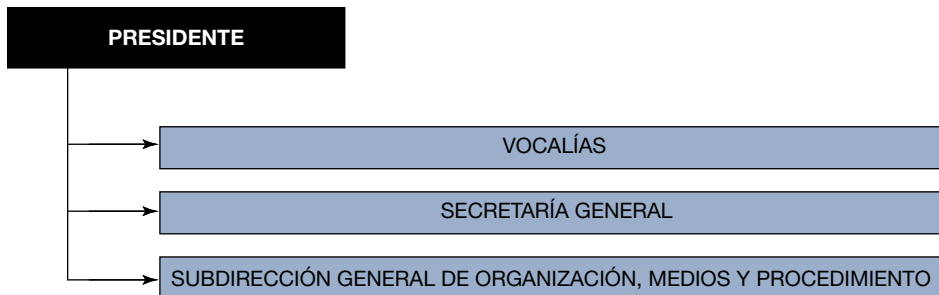 PRESIDENTE
VOCALÍAS
SECRETARÍA GENERAL
SUBDIRECCIÓN GENERAL DE ORGANIZACIÓN, MEDIOS Y PROCEDIMIENTO